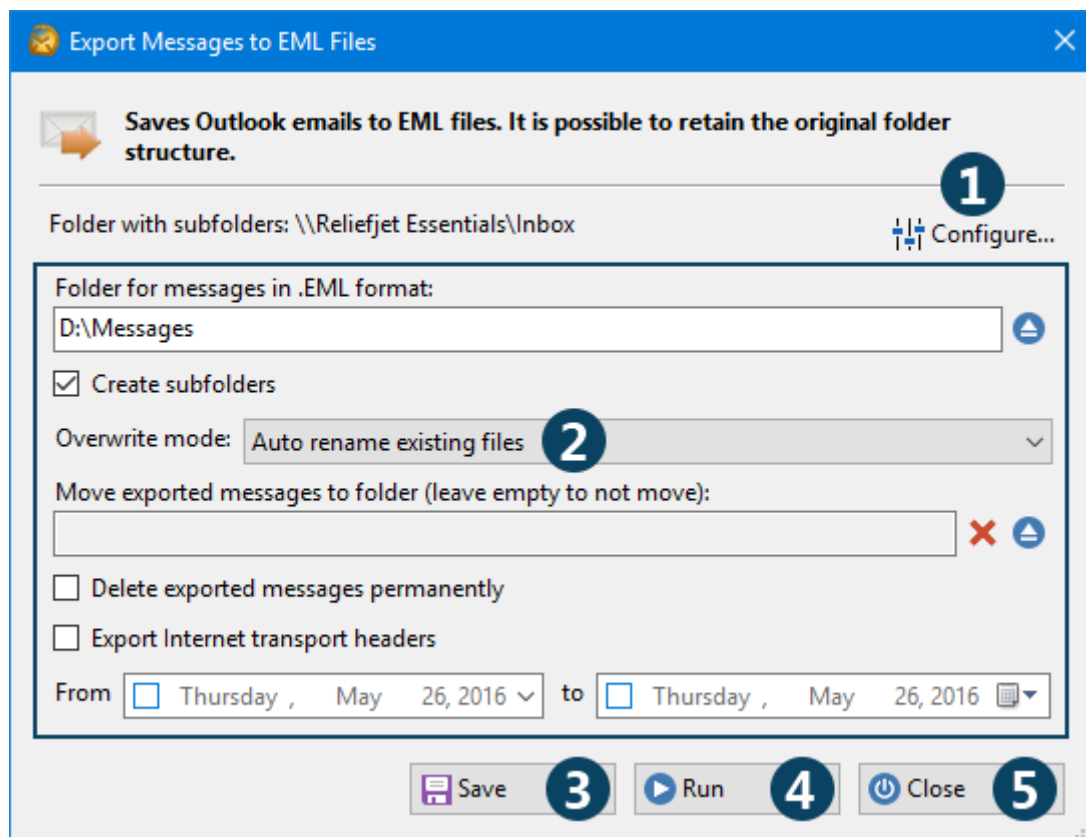 Export Messages to EML Files
Saves Outlook emails to EML files. It is possible to retain the original folder
structure.
1
Folder with subfolders: \\Reliefjet Essentials\Inbox
Configure...
Folder for messages in .EML format:
D:\Messages
Create subfolders
Overwrite mode: Auto rename existing files 2
Move exported messages to folder (leave empty to not move):
Delete exported messages permanently
Export Internet transport headers
From Thursday , May 26, 2016 to Thursday , May 26, 2016
Save 3 Run 4 Close 5